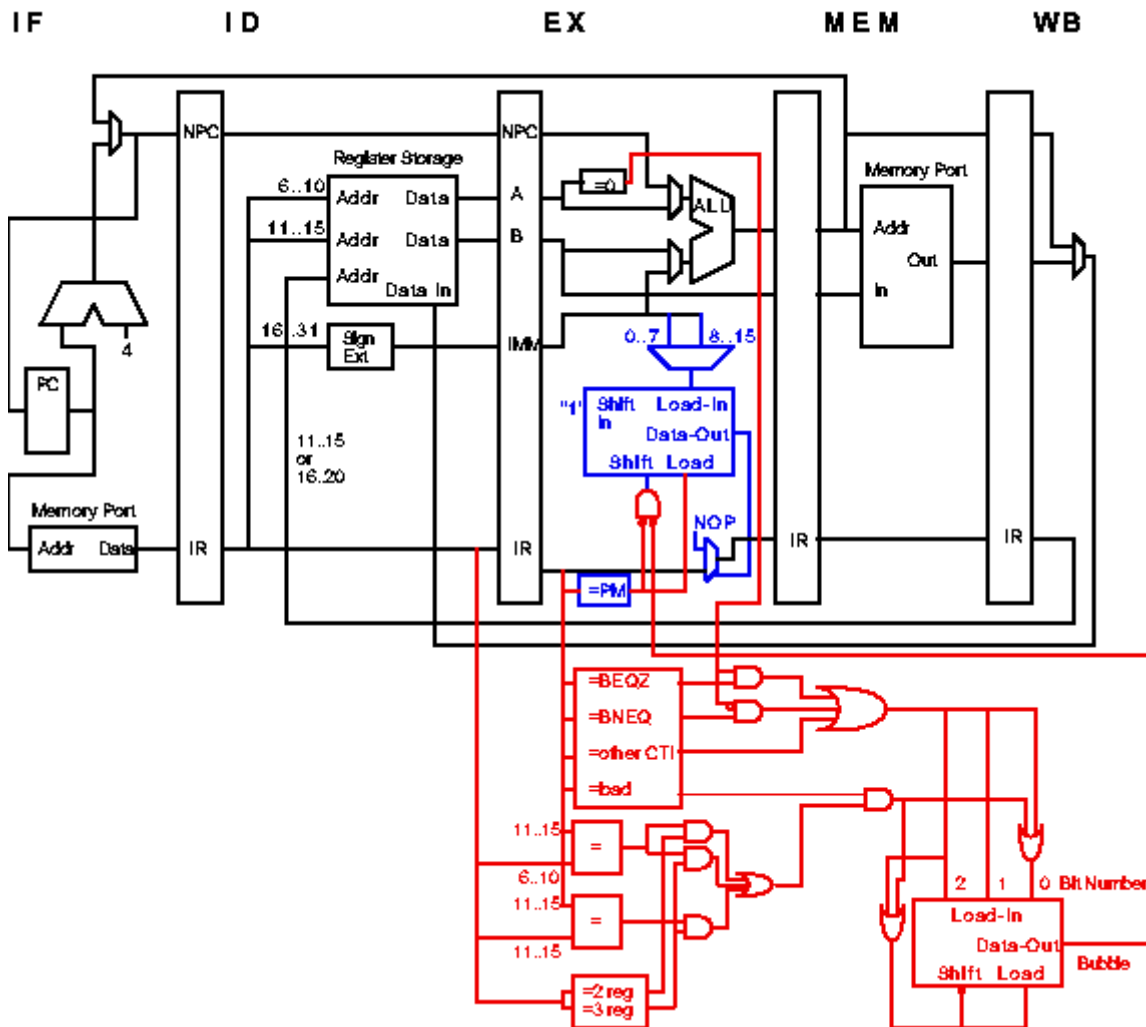 IF ID EX MEM WB
NPC
NPC
Register Storage
Memory Port
6..10
Addr Data
A
=0
ALU
11..15
Addr Data
B
Addr
Addr
Out
Data In
In
16..31
Sign
Ext
IMM
0..7 8..15
4
PC
"1"
Shift Load-In
In
Data-Out
Shift Load
11..15
or
16..20
Memory Port
NOP
Addr Data
IR
IR
IR
IR
=PM
=BEQZ
=BNEQ
=other CTI
=bad
11..15
=
6..10
11..15
=
11..15
2 1 0 Bit Number
Load-In
Data-Out
Bubble
Shift Load
=2 reg
=3 reg